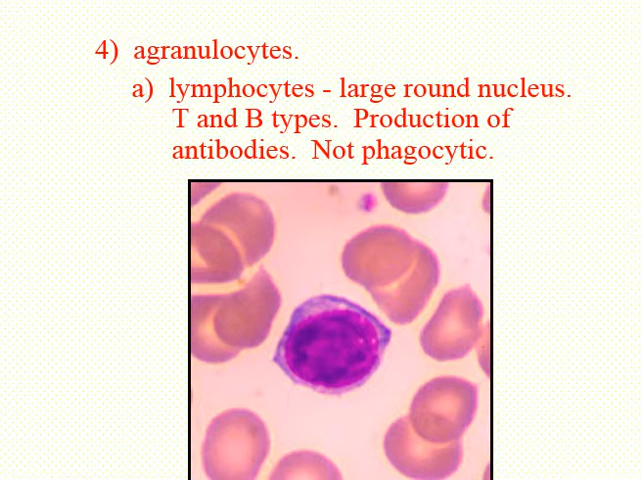 4) agranulocytes.
a) lymphocytes - large round nucleus.
T and B types. Production of
antibodies. Not phagocytic.